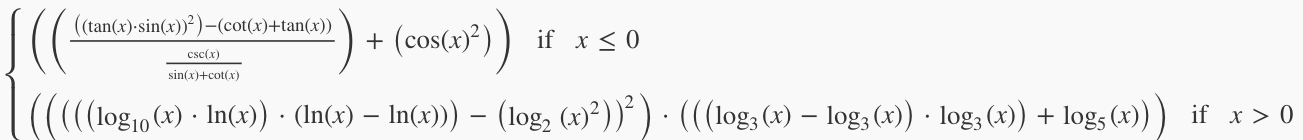 { ((((tan(x)·sin(x))²)−(cot(x)+tan(x)) / (csc(x) / (sin(x)+cot(x)))) + (cos(x)²)) if x ≤ 0
(((((log₁₀(x) · ln(x)) · (ln(x) − ln(x))) − (log₂(x)²))²) · (((log₃(x) − log₃(x)) · log₃(x)) + log₅(x))) if x > 0